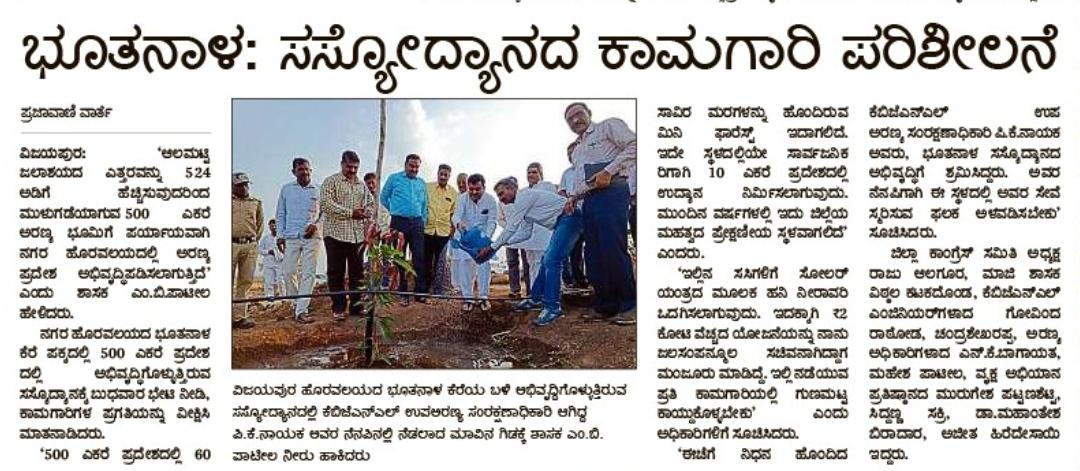 ಭೂತನಾಳ: ಸಸ್ಯೋದ್ಯಾನದ ಕಾಮಗಾರಿ ಪರಿಶೀಲನೆ
ಪ್ರಜಾವಾಣಿ ವಾರ್ತೆ
ವಿಜಯಪುರ: 'ಆಲಮಟ್ಟಿ
ಜಲಾಶಯದ ಎತ್ತರವನ್ನು 524
ಅಡಿಗೆ ಹೆಚ್ಚಿಸುವುದರಿಂದ
ಮುಳುಗಡೆಯಾಗುವ 500 ಎಕರೆ
ಅರಣ್ಯ ಭೂಮಿಗೆ ಪರ್ಯಾಯವಾಗಿ
ನಗರ ಹೊರವಲಯದಲ್ಲಿ ಅರಣ್ಯ
ಪ್ರದೇಶ ಅಭಿವೃದ್ಧಿಪಡಿಸಲಾಗುತ್ತಿದೆ'
ಎಂದು ಶಾಸಕ ಎಂ.ಬಿ.ಪಾಟೀಲ
ಹೇಳಿದರು.
ನಗರ ಹೊರವಲಯದ ಭೂತನಾಳ
ಕೆರೆ ಪಕ್ಕದಲ್ಲಿ 500 ಎಕರೆ ಪ್ರದೇಶ
ದಲ್ಲಿ ಅಭಿವೃದ್ಧಿಗೊಳ್ಳುತ್ತಿರುವ
ಸಸ್ಯೋದ್ಯಾನಕ್ಕೆ ಬುಧವಾರ ಭೇಟಿ ನೀಡಿ,
ಕಾಮಗಾರಿಗಳ ಪ್ರಗತಿಯನ್ನು ವೀಕ್ಷಿಸಿ
ಮಾತನಾಡಿದರು.
'500 ಎಕರೆ ಪ್ರದೇಶದಲ್ಲಿ 60
ವಿಜಯಪುರ ಹೊರವಲಯದ ಭೂತನಾಳ ಕೆರೆಯ ಬಳಿ ಅಭಿವೃದ್ಧಿಗೊಳ್ಳುತ್ತಿರುವ
ಸಸ್ಯೋದ್ಯಾನದಲ್ಲಿ ಕೆಬಿಜೆಎನ್ಎಲ್ ಉಪಅರಣ್ಯ ಸಂರಕ್ಷಣಾಧಿಕಾರಿ ಆಗಿದ್ದ
ಪಿ.ಕೆ.ನಾಯಕ ಅವರ ನೆನಪಿನಲ್ಲಿ ನೆಡಲಾದ ಮಾವಿನ ಗಿಡಕ್ಕೆ ಶಾಸಕ ಎಂ.ಬಿ.
ಪಾಟೀಲ ನೀರು ಹಾಕಿದರು
ಸಾವಿರ ಮರಗಳನ್ನು ಹೊಂದಿರುವ
ಮಿನಿ ಫಾರೆಸ್ಟ್ ಇದಾಗಲಿದೆ.
ಇದೇ ಸ್ಥಳದಲ್ಲಿಯೇ ಸಾರ್ವಜನಿಕ
ರಿಗಾಗಿ 10 ಎಕರೆ ಪ್ರದೇಶದಲ್ಲಿ
ಉದ್ಯಾನ ನಿರ್ಮಿಸಲಾಗುವುದು.
ಮುಂದಿನ ವರ್ಷಗಳಲ್ಲಿ ಇದು ಜಿಲ್ಲೆಯ
ಮಹತ್ವದ ಪ್ರೇಕ್ಷಣೀಯ ಸ್ಥಳವಾಗಲಿದೆ'
ಎಂದರು.
'ಇಲ್ಲಿನ ಸಸಿಗಳಿಗೆ ಸೋಲರ್
ಯಂತ್ರದ ಮೂಲಕ ಹನಿ ನೀರಾವರಿ
ಒದಗಿಸಲಾಗುವುದು. ಇದಕ್ಕಾಗಿ ₹2
ಕೋಟಿ ವೆಚ್ಚದ ಯೋಜನೆಯನ್ನು ನಾನು
ಜಲಸಂಪನ್ಮೂಲ ಸಚಿವನಾಗಿದ್ದಾಗ
ಮಂಜೂರು ಮಾಡಿದ್ದೆ. ಇಲ್ಲಿ ನಡೆಯುವ
ಪ್ರತಿ ಕಾಮಗಾರಿಯಲ್ಲಿ ಗುಣಮಟ್ಟ
ಕಾಯ್ದುಕೊಳ್ಳಬೇಕು' ಎಂದು
ಅಧಿಕಾರಿಗಳಿಗೆ ಸೂಚಿಸಿದರು.
'ಈಚೆಗೆ ನಿಧನ ಹೊಂದಿದ
ಕೆಬಿಜೆಎನ್ಎಲ್ ಉಪ
ಅರಣ್ಯ ಸಂರಕ್ಷಣಾಧಿಕಾರಿ ಪಿ.ಕೆ.ನಾಯಕ
ಅವರು, ಭೂತನಾಳ ಸಸ್ಯೋದ್ಯಾನದ
ಅಭಿವೃದ್ಧಿಗೆ ಶ್ರಮಿಸಿದ್ದರು. ಅವರ
ನೆನಪಿಗಾಗಿ ಈ ಸ್ಥಳದಲ್ಲಿ ಅವರ ಸೇವೆ
ಸ್ಮರಿಸುವ ಫಲಕ ಅಳವಡಿಸಬೇಕು'
ಸೂಚಿಸಿದರು.
ಜಿಲ್ಲಾ ಕಾಂಗ್ರೆಸ್ ಸಮಿತಿ ಅಧ್ಯಕ್ಷ
ರಾಜು ಆಲಗೂರ, ಮಾಜಿ ಶಾಸಕ
ವಿಠ್ಠಲ ಕಟಕದೊಂಡ, ಕೆಬಿಜೆಎನ್ಎಲ್
ಎಂಜಿನಿಯರ್‌ಗಳಾದ ಗೋವಿಂದ
ರಾಠೋಡ, ಚಂದ್ರಶೇಖರಪ್ಪ, ಅರಣ್ಯ
ಅಧಿಕಾರಿಗಳಾದ ಎನ್.ಕೆ.ಬಾಗಾಯತ,
ಮಹೇಶ ಪಾಟೀಲ, ವೃಕ್ಷ ಅಭಿಯಾನ
ಪ್ರತಿಷ್ಠಾನದ ಮುರುಗೇಶ ಪಟ್ಟಣಶೆಟ್ಟಿ,
ಸಿದ್ದಣ್ಣ ಸಕ್ರಿ, ಡಾ.ಮಹಾಂತೇಶ
ಬಿರಾದಾರ, ಅಜೀತ ಹಿರೆದೇಸಾಯಿ
ಇದ್ದರು.